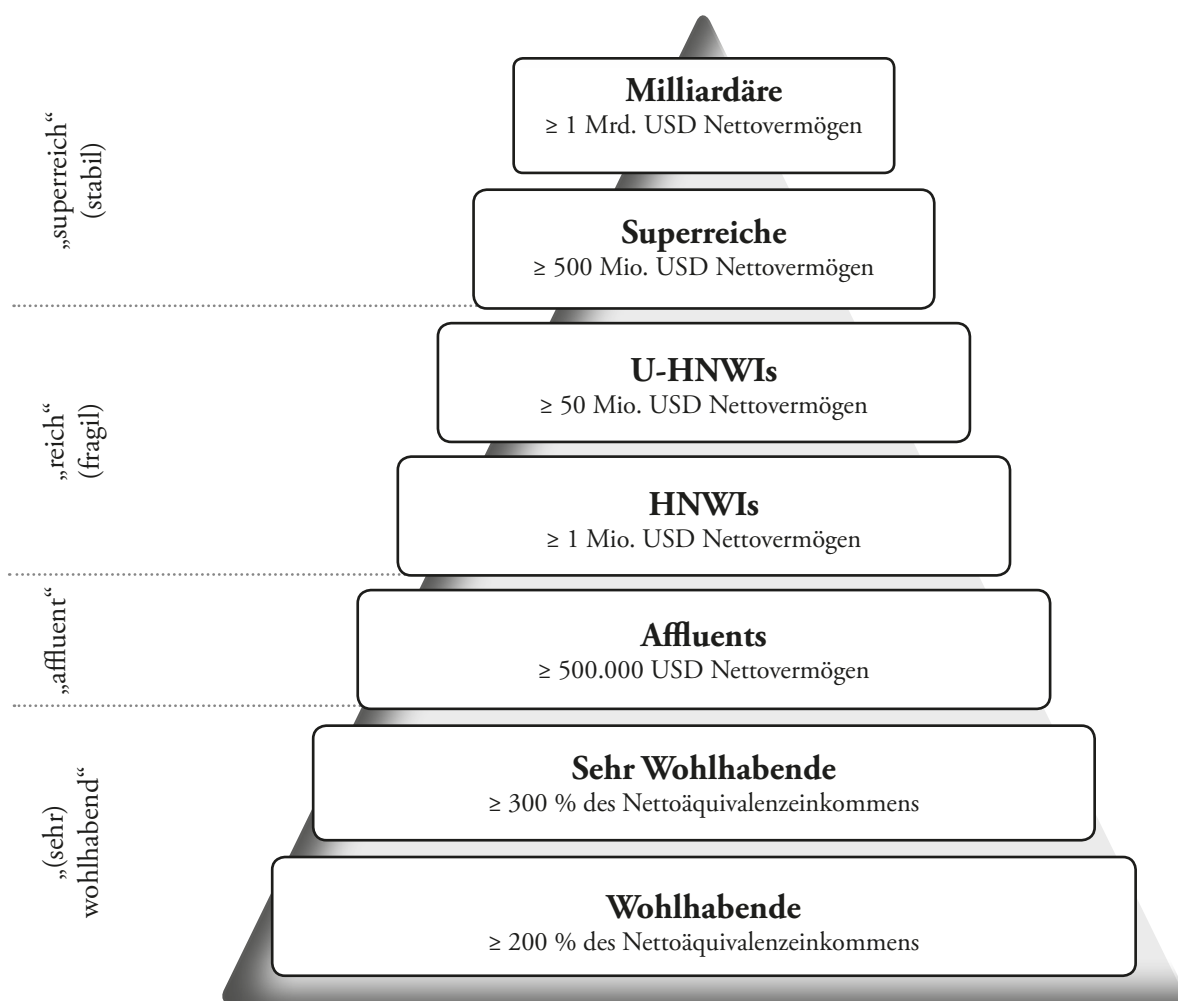 Milliardäre
≥ 1 Mrd. USD Nettovermögen
„superreich“
(stabil)
Superreiche
≥ 500 Mio. USD Nettovermögen
U-HNWIs
≥ 50 Mio. USD Nettovermögen
„reich“
(fragil)
HNWIs
≥ 1 Mio. USD Nettovermögen
„affluent“
Affluents
≥ 500.000 USD Nettovermögen
Sehr Wohlhabende
≥ 300 % des Nettoäquivalenzeinkommens
„(sehr)
wohlhabend“
Wohlhabende
≥ 200 % des Nettoäquivalenzeinkommens